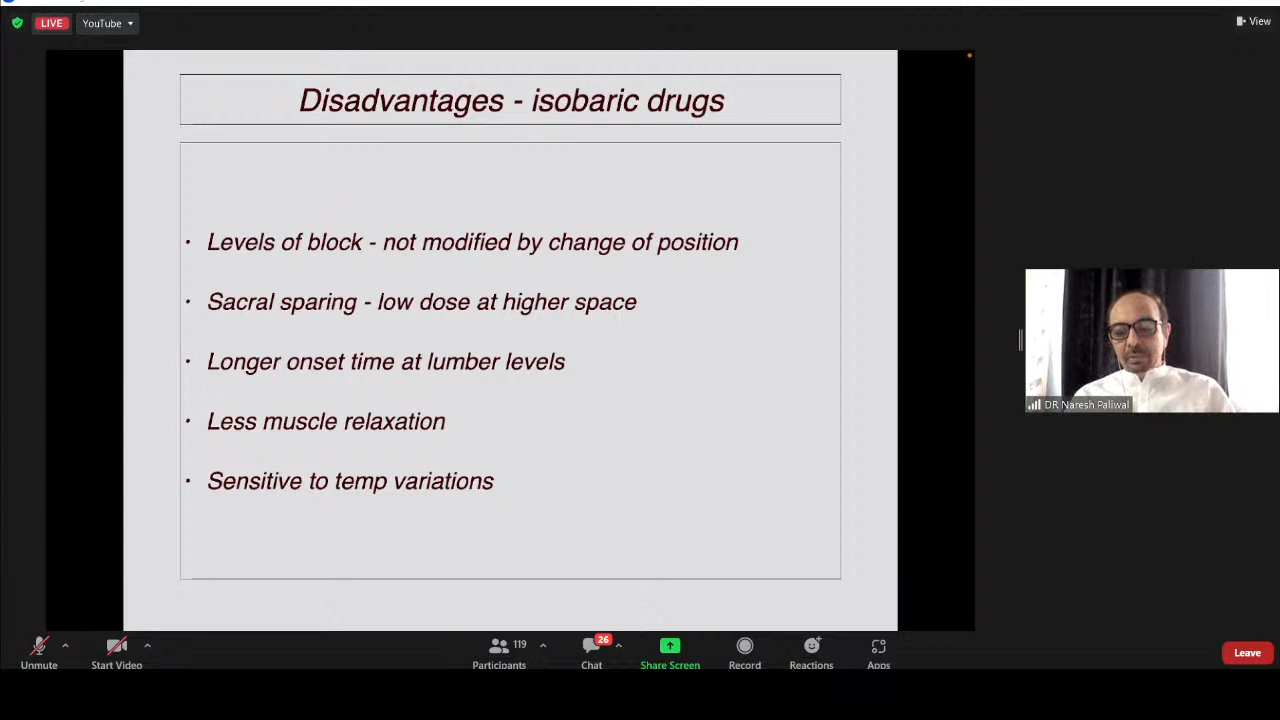 LIVE
YouTube
View
Disadvantages - isobaric drugs
• Levels of block - not modified by change of position
• Sacral sparing - low dose at higher space
• Longer onset time at lumber levels
• Less muscle relaxation
• Sensitive to temp variations
DR Naresh Paliwal
119
26
Unmute
Start Video
Participants
Chat
Share Screen
Record
Reactions
Apps
Leave